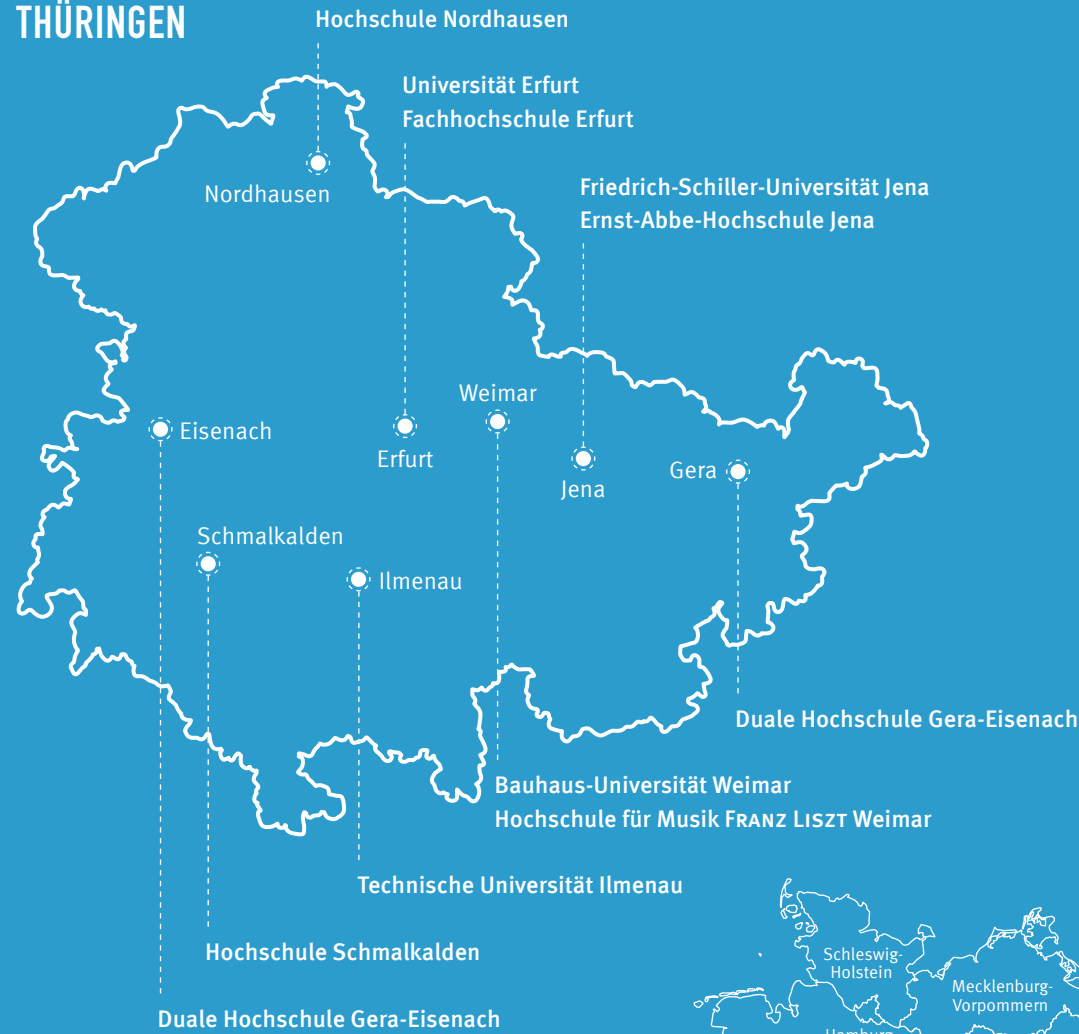 THÜRINGEN
Hochschule Nordhausen
Universität Erfurt
Fachhochschule Erfurt
Nordhausen
Friedrich-Schiller-Universität Jena
Ernst-Abbe-Hochschule Jena
Weimar
Eisenach
Erfurt
Jena
Gera
Schmalkalden
Ilmenau
Duale Hochschule Gera-Eisenach
Bauhaus-Universität Weimar
Hochschule für Musik FRANZ LISZT Weimar
Technische Universität Ilmenau
Hochschule Schmalkalden
Schleswig-
Holstein
Mecklenburg-
Vorpommern
Duale Hochschule Gera-Eisenach
Hamburg